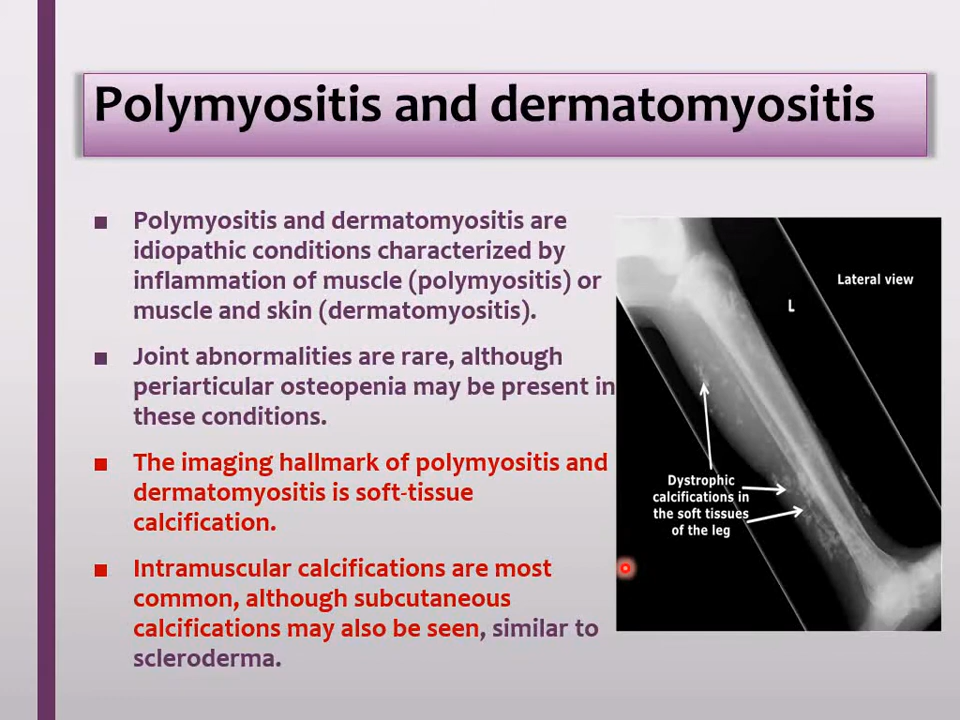 Polymyositis and dermatomyositis
■ Polymyositis and dermatomyositis are
idiopathic conditions characterized by
inflammation of muscle (polymyositis) or
muscle and skin (dermatomyositis).
■ Joint abnormalities are rare, although
periarticular osteopenia may be present in
these conditions.
■ The imaging hallmark of polymyositis and
dermatomyositis is soft-tissue
calcification.
■ Intramuscular calcifications are most
common, although subcutaneous
calcifications may also be seen, similar to
scleroderma.
Lateral view
L
Dystrophic
calcifications in
the soft tissues
of the leg